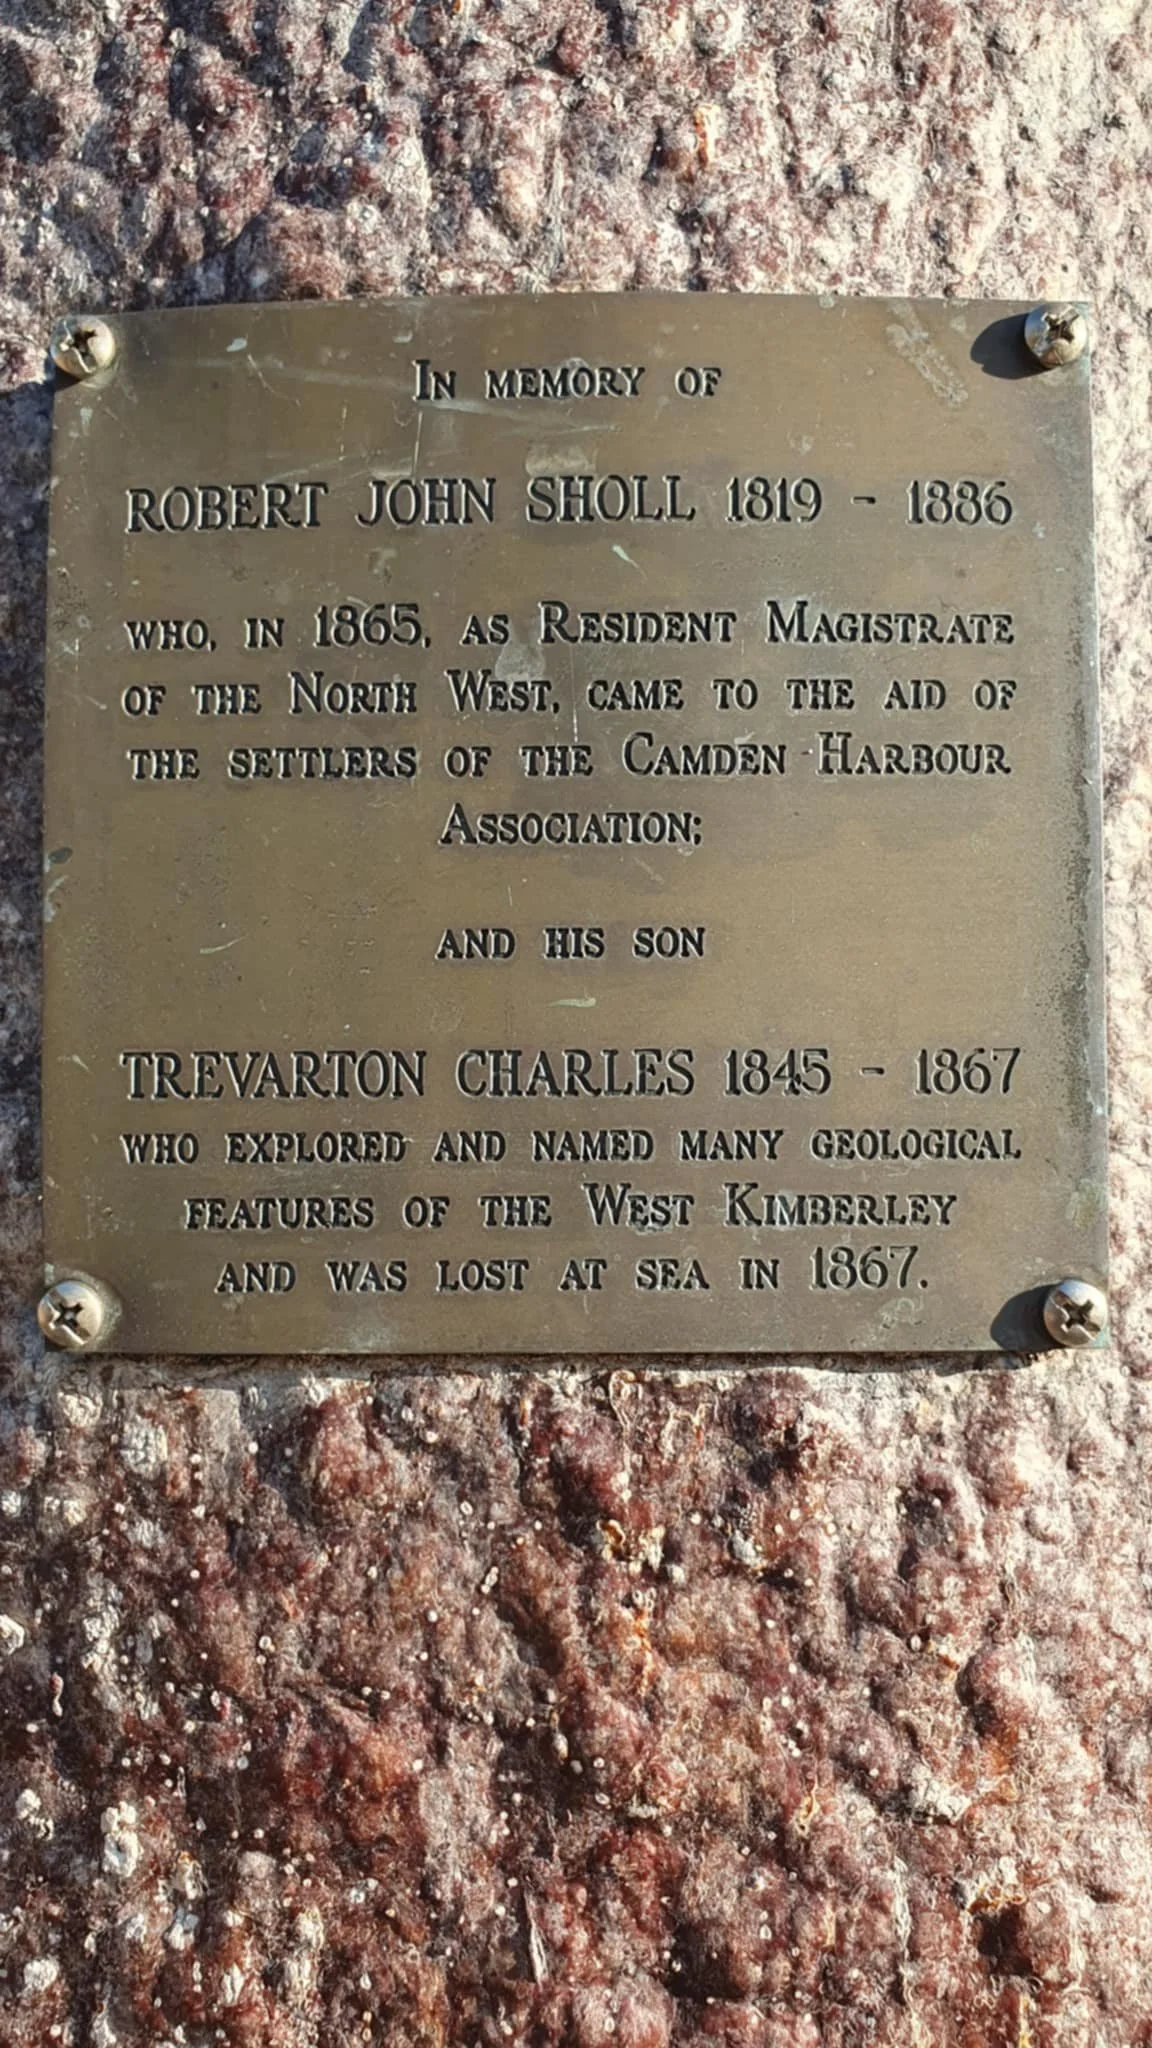 In memory of
ROBERT JOHN SHOLL 1819 - 1886
who, in 1865, as Resident Magistrate
of the North West, came to the aid of
the settlers of the Camden Harbour
Association;
and his son
TREVARTON CHARLES 1845 - 1867
who explored and named many geological
features of the West Kimberley
and was lost at sea in 1867.